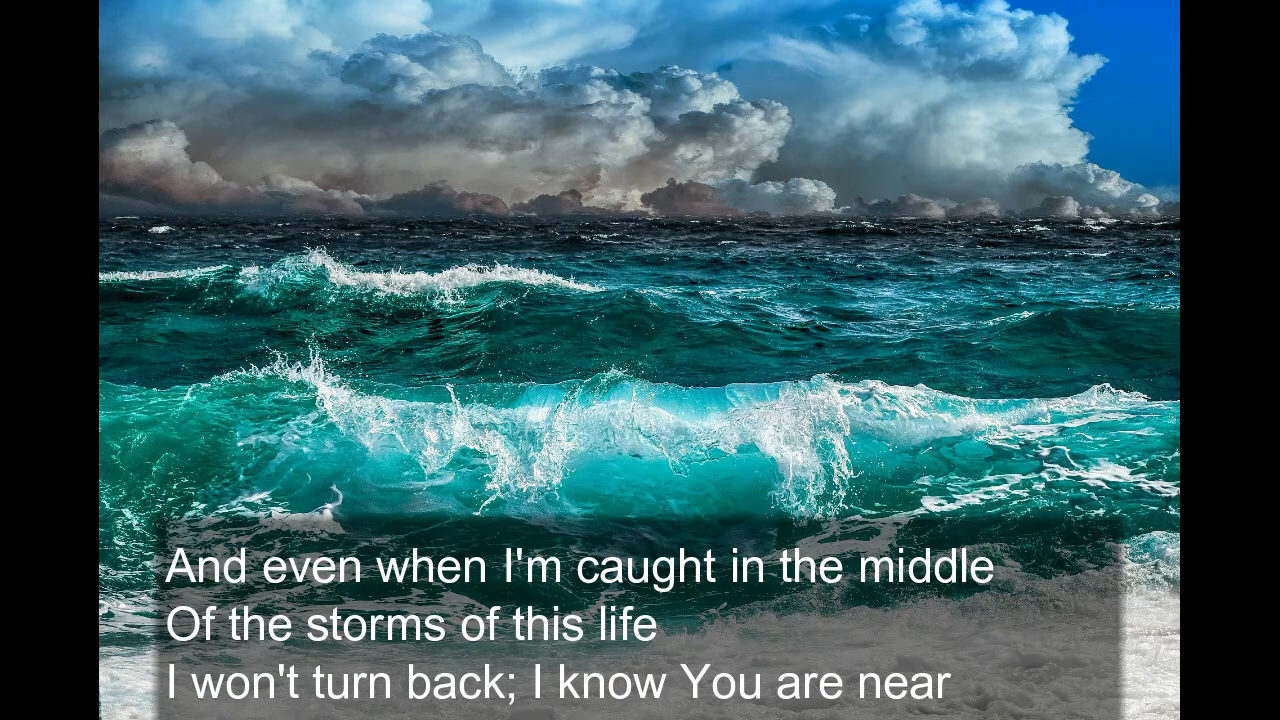 And even when I'm caught in the middle
Of the storms of this life
I won't turn back; I know You are near